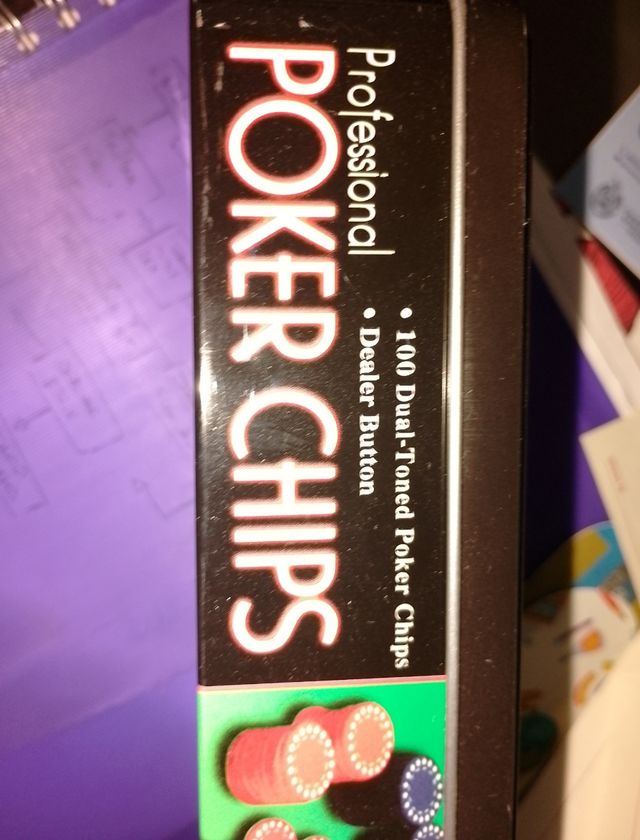 Professional
POKER CHIPS
• 100 Dual-Toned Poker Chips
• Dealer Button